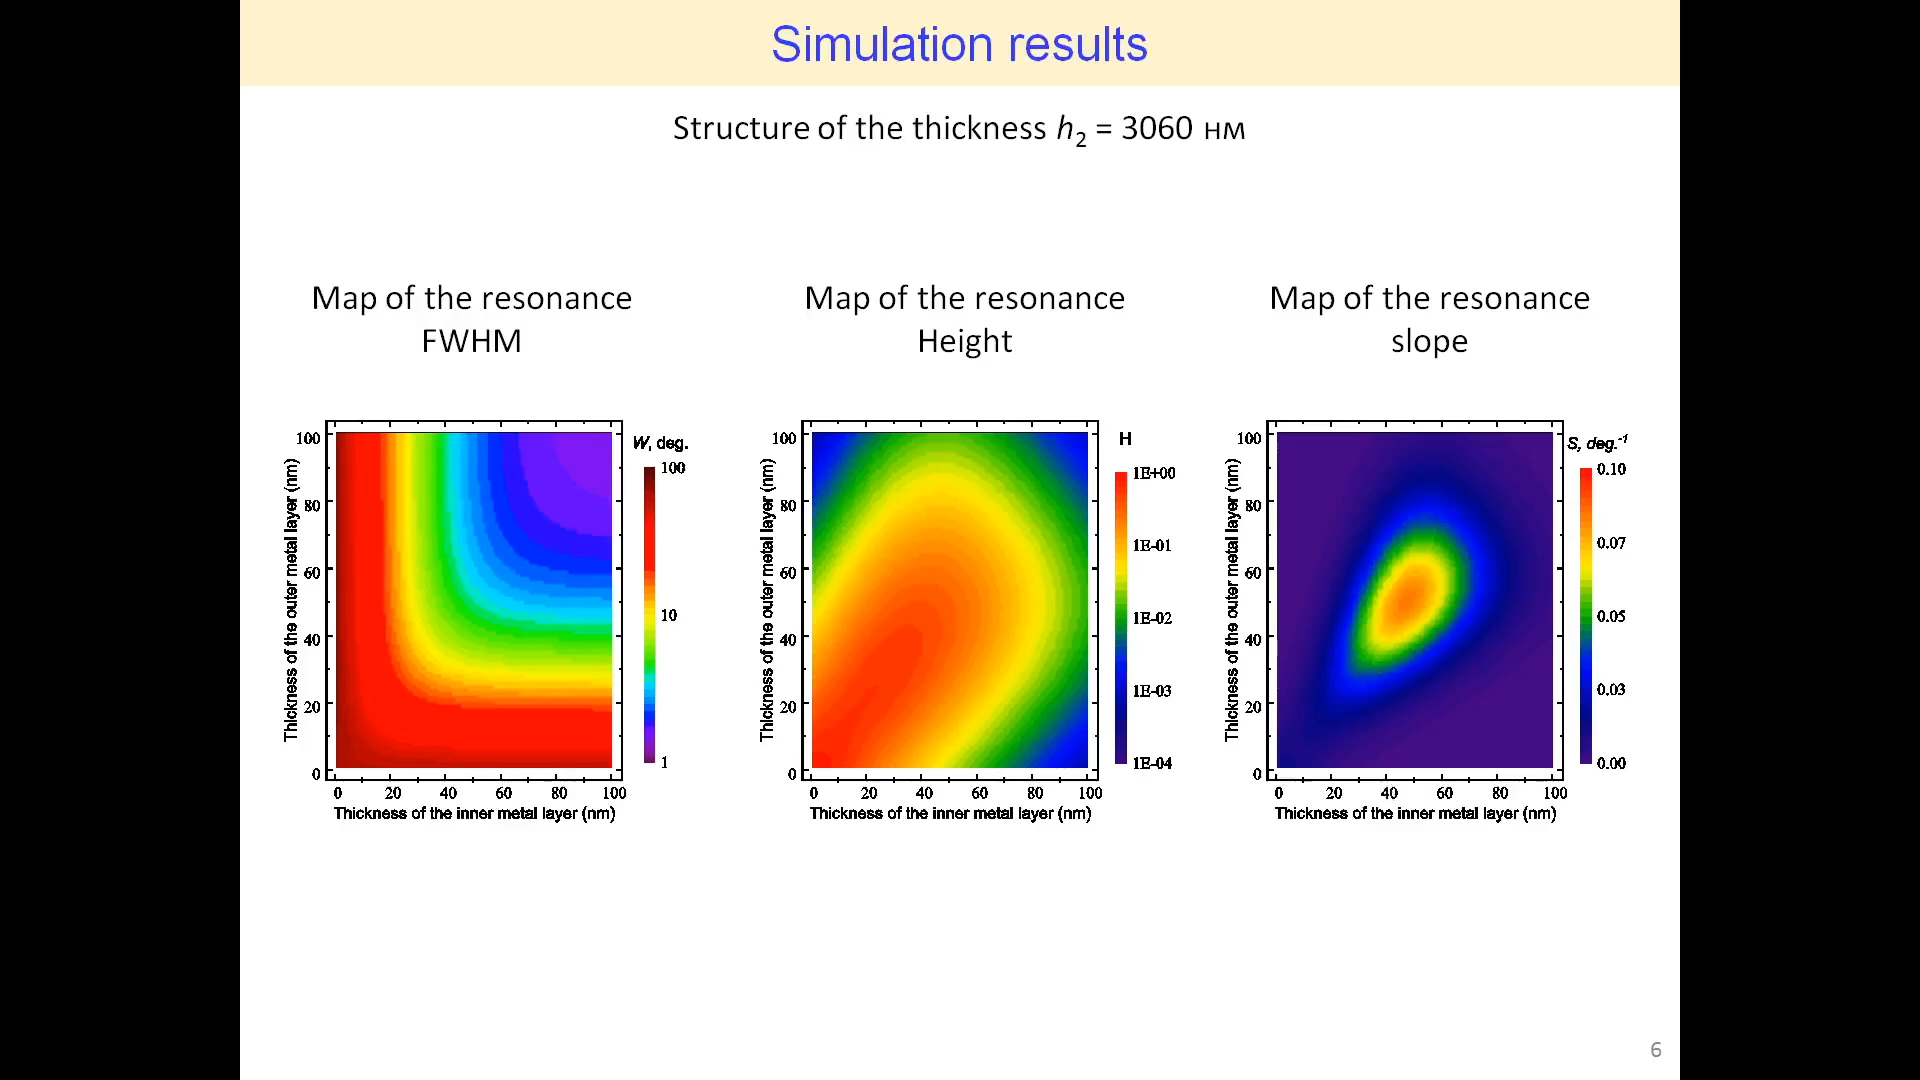 Simulation results
Structure of the thickness h2 = 3060 нм
Map of the resonance
FWHM
Map of the resonance
Height
Map of the resonance
slope
Thickness of the outer metal layer (nm)
100
80
60
40
20
0
0 20 40 60 80 100
Thickness of the inner metal layer (nm)
W, deg.
100
10
1
Thickness of the outer metal layer (nm)
100
80
60
40
20
0
0 20 40 60 80 100
Thickness of the inner metal layer (nm)
H
1E+00
1E-01
1E-02
1E-03
1E-04
Thickness of the outer metal layer (nm)
100
80
60
40
20
0
0 20 40 60 80 100
Thickness of the inner metal layer (nm)
S, deg.-1
0.10
0.07
0.05
0.03
0.00
6